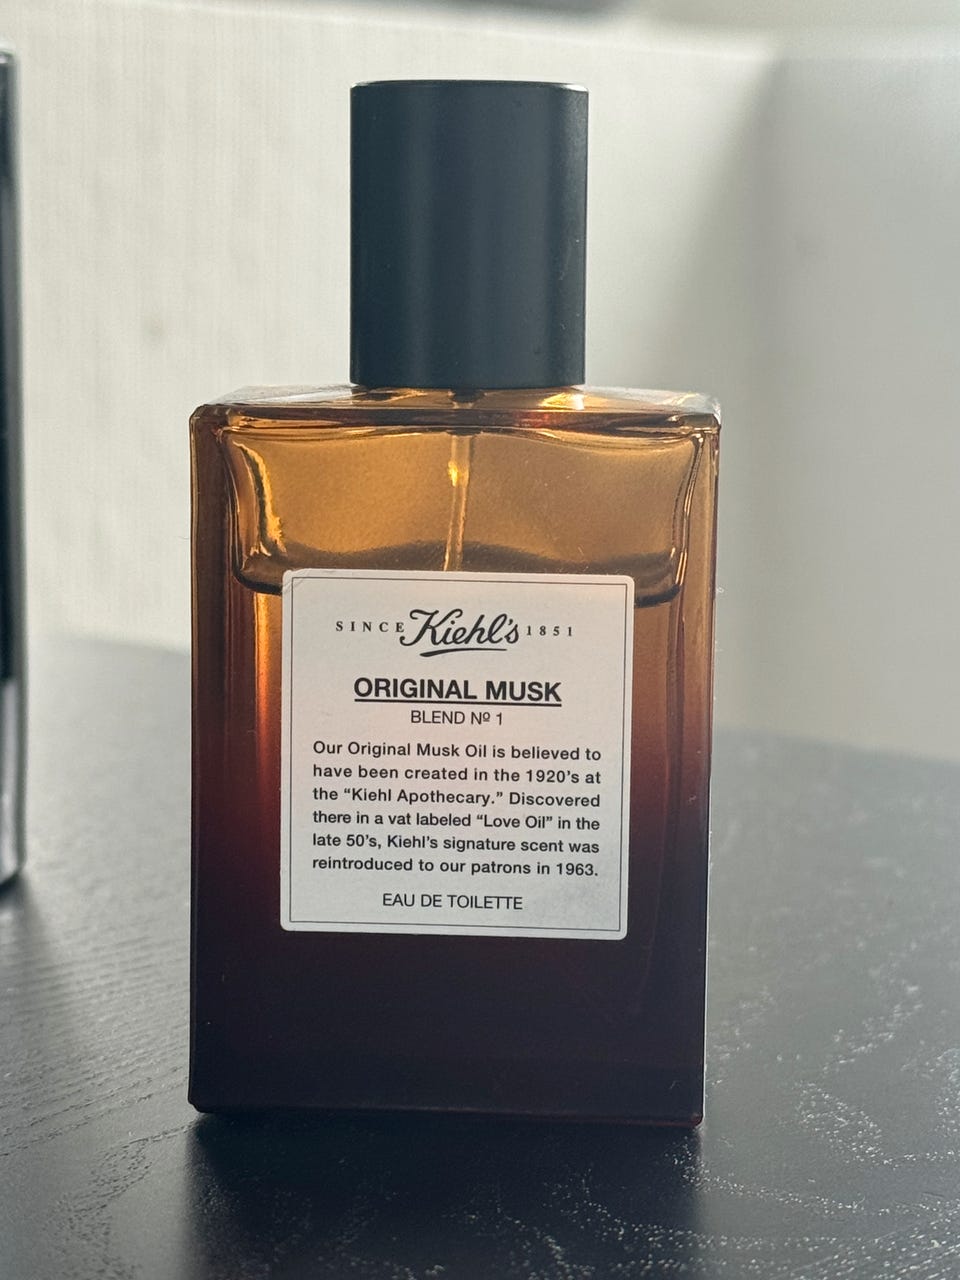 SINCE Kiehl's 1851
ORIGINAL MUSK
BLEND Nº 1
Our Original Musk Oil is believed to
have been created in the 1920's at
the “Kiehl Apothecary.” Discovered
there in a vat labeled “Love Oil” in the
late 50's, Kiehl's signature scent was
reintroduced to our patrons in 1963.
EAU DE TOILETTE